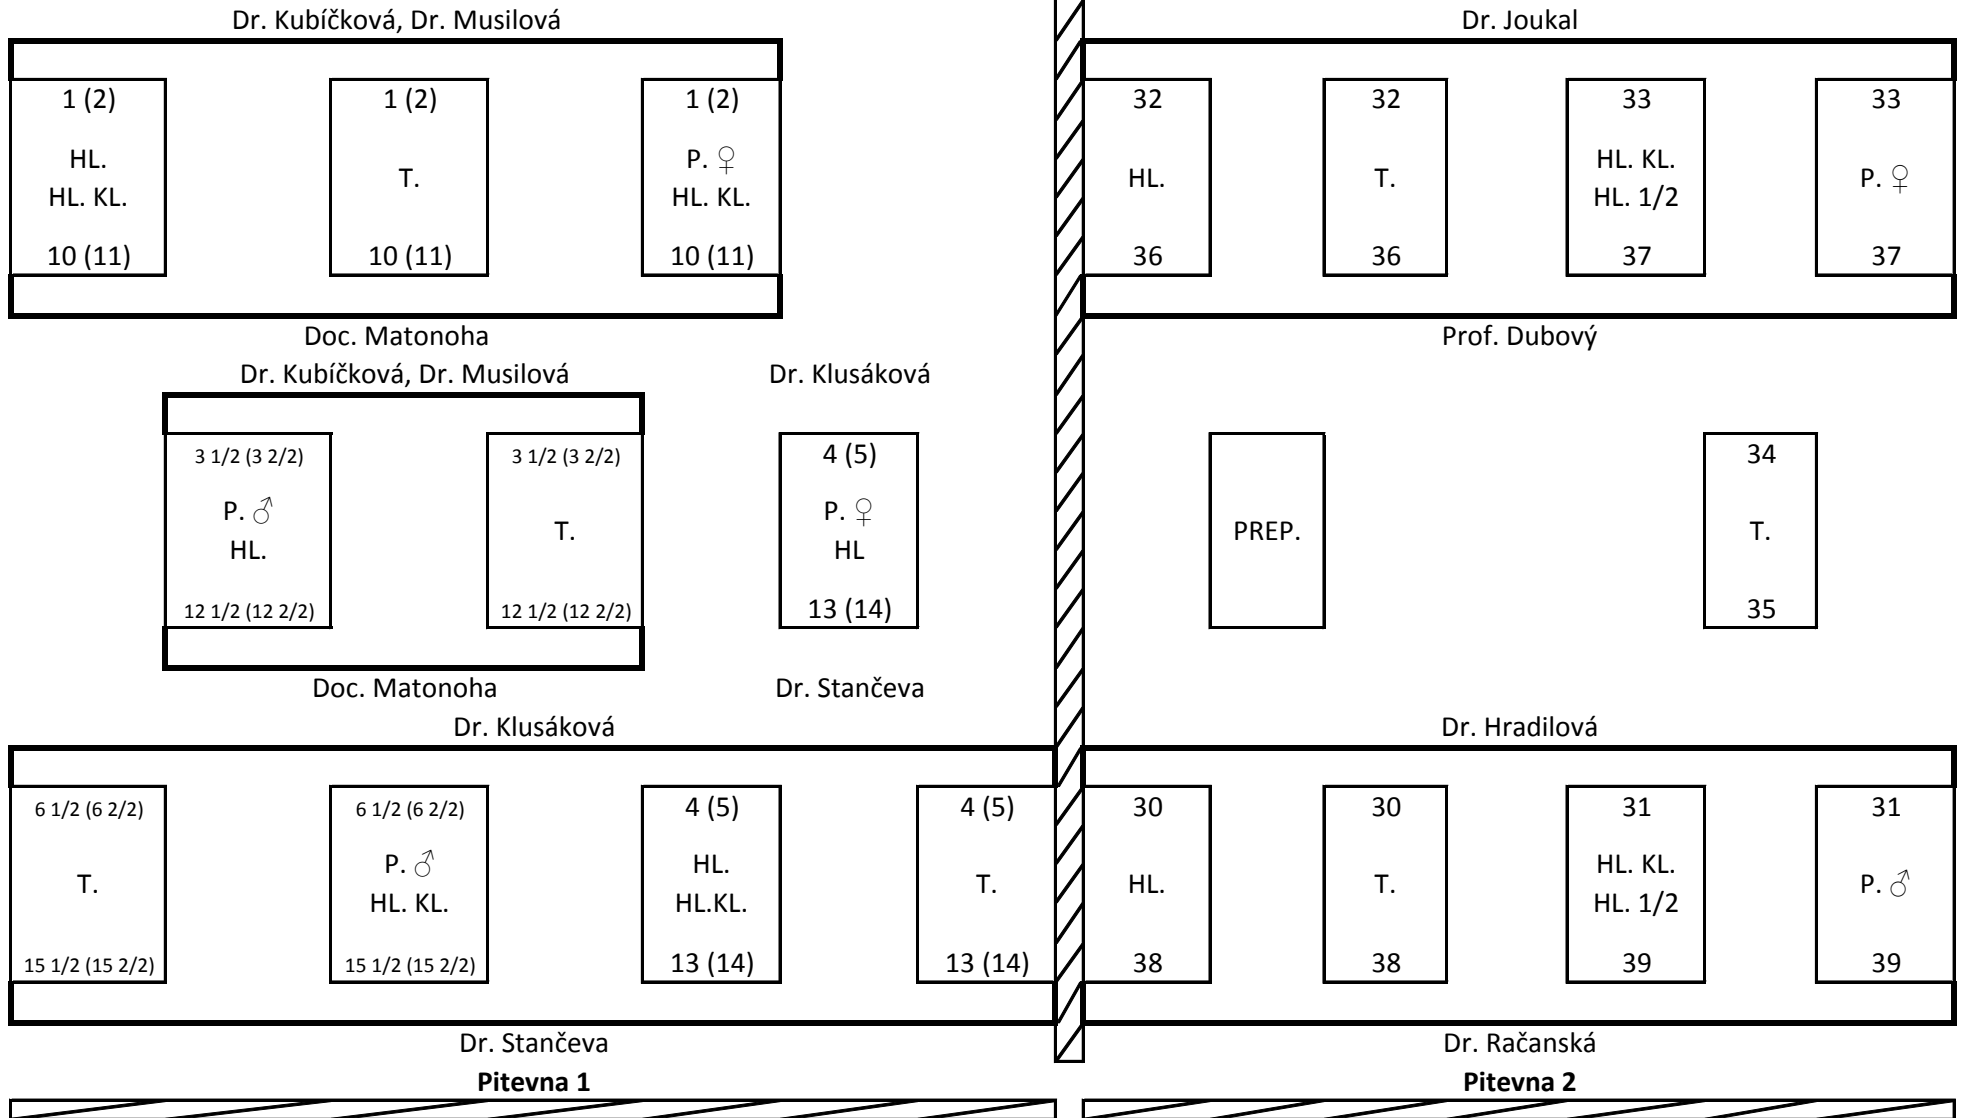 Dr. Kubíčková, Dr. Musilová
1 (2)
HL.
HL. KL.
10 (11)
1 (2)
T.
10 (11)
1 (2)
P. ♀
HL. KL.
10 (11)
Doc. Matonoha
Dr. Kubíčková, Dr. Musilová
3 1/2 (3 2/2)
P. ♂
HL.
12 1/2 (12 2/2)
3 1/2 (3 2/2)
T.
12 1/2 (12 2/2)
Doc. Matonoha
Dr. Klusáková
4 (5)
P. ♀
HL
13 (14)
Dr. Stančeva
Dr. Klusáková
6 1/2 (6 2/2)
T.
15 1/2 (15 2/2)
6 1/2 (6 2/2)
P. ♂
HL. KL.
15 1/2 (15 2/2)
4 (5)
HL.
HL.KL.
13 (14)
4 (5)
T.
13 (14)
Dr. Stančeva
Pitevna 1
Dr. Joukal
32
HL.
36
32
T.
36
33
HL. KL.
HL. 1/2
37
33
P. ♀
37
Prof. Dubový
PREP.
34
T.
35
Dr. Hradilová
30
HL.
38
30
T.
38
31
HL. KL.
HL. 1/2
39
31
P. ♂
39
Dr. Račanská
Pitevna 2